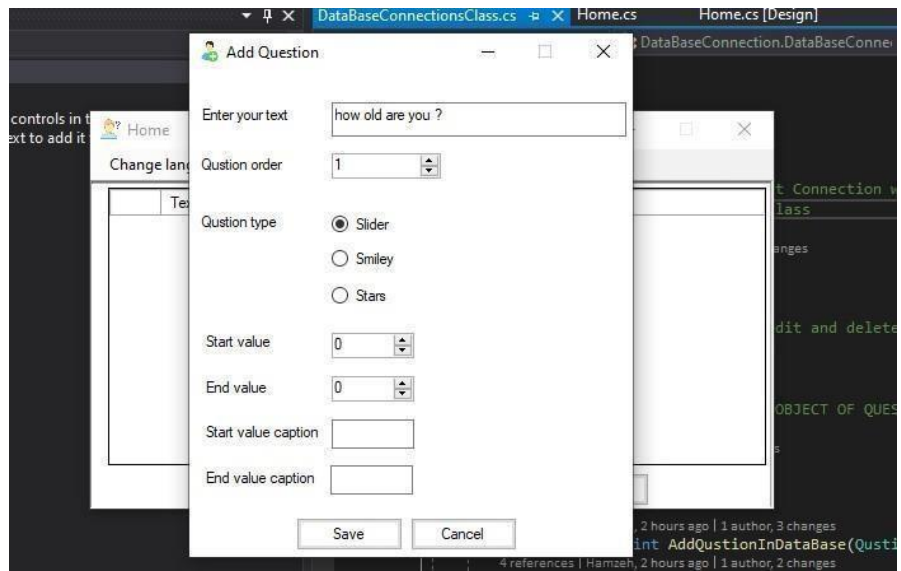 DataBaseConnectionsClass.cs Home.cs Home.cs [Design]
Add Question
DataBaseConnection.DataBaseConne
controls in t
ext to add it
Home
Change lang
Enter your text how old are you ?
Qustion order 1
Te
t Connection w
lass
anges
Qustion type Slider
Smiley
Stars
dit and delete
Start value 0
End value 0
OBJECT OF QUES
Start value caption
s
End value caption
Save Cancel
, 2 hours ago | 1 author, 3 changes
int AddQustionInDataBase(Qusti
4 references | Hamzeh, 2 hours ago | 1 author, 2 changes